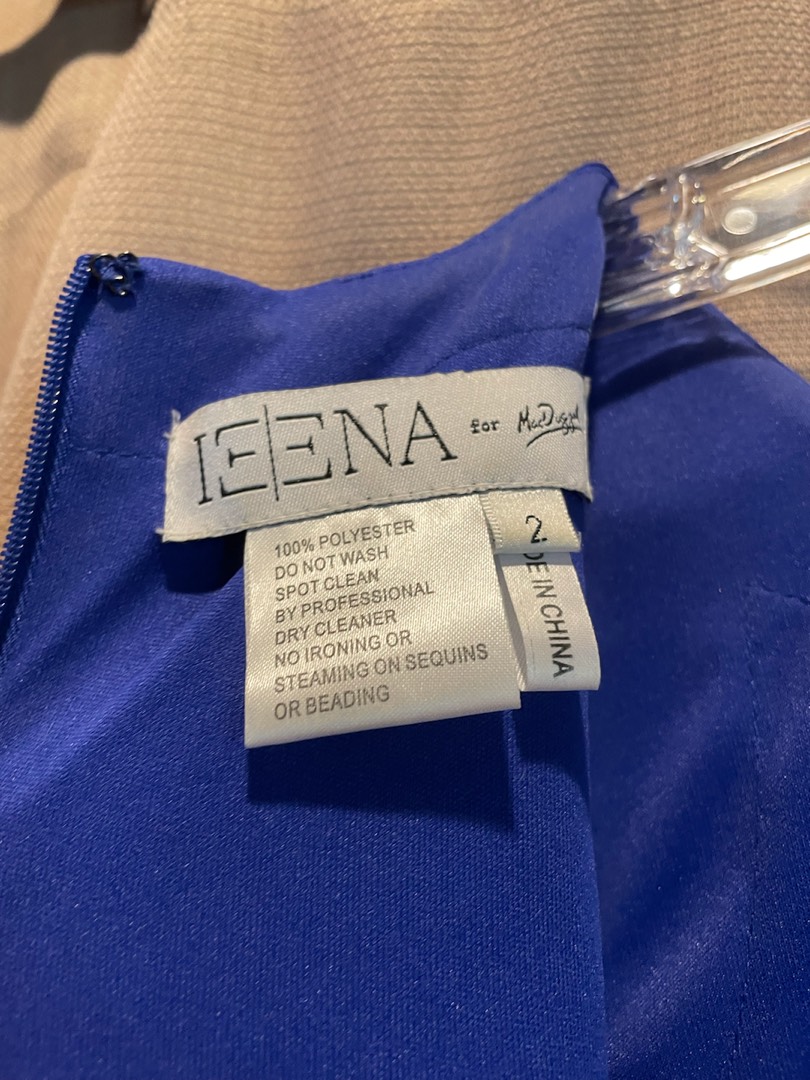 IEENA for MacDuggal
2
100% POLYESTER
DO NOT WASH
SPOT CLEAN
BY PROFESSIONAL
DRY CLEANER
NO IRONING OR
STEAMING ON SEQUINS
OR BEADING
DE IN CHINA